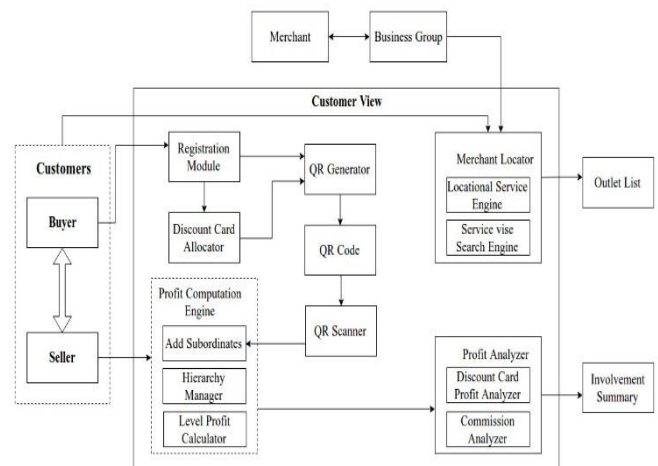 Merchant
Business Group
Customer View
Customers
Buyer
Seller
Registration
Module
Discount Card
Allocator
QR Generator
QR Code
QR Scanner
Profit Computation
Engine
Add Subordinates
Hierarchy
Manager
Level Profit
Calculator
Merchant Locator
Locational Service
Engine
Service vise
Search Engine
Outlet List
Profit Analyzer
Discount Card
Profit Analyzer
Commission
Analyzer
Involvement
Summary